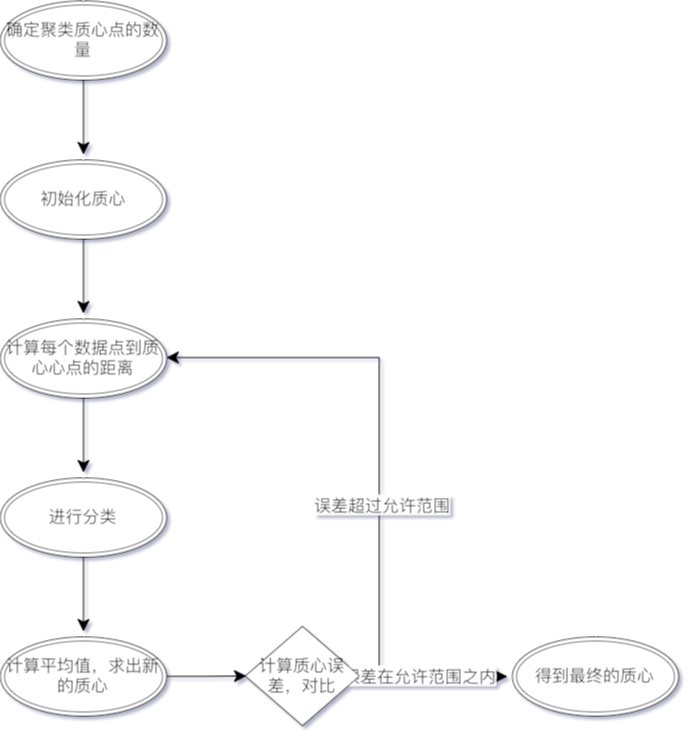 确定聚类质心点的数
量
初始化质心
计算每个数据点到质
心心点的距离
进行分类
误差超过允许范围
计算平均值，求出新
的质心
计算质心误
差，对比
误差在允许范围之内
得到最终的质心